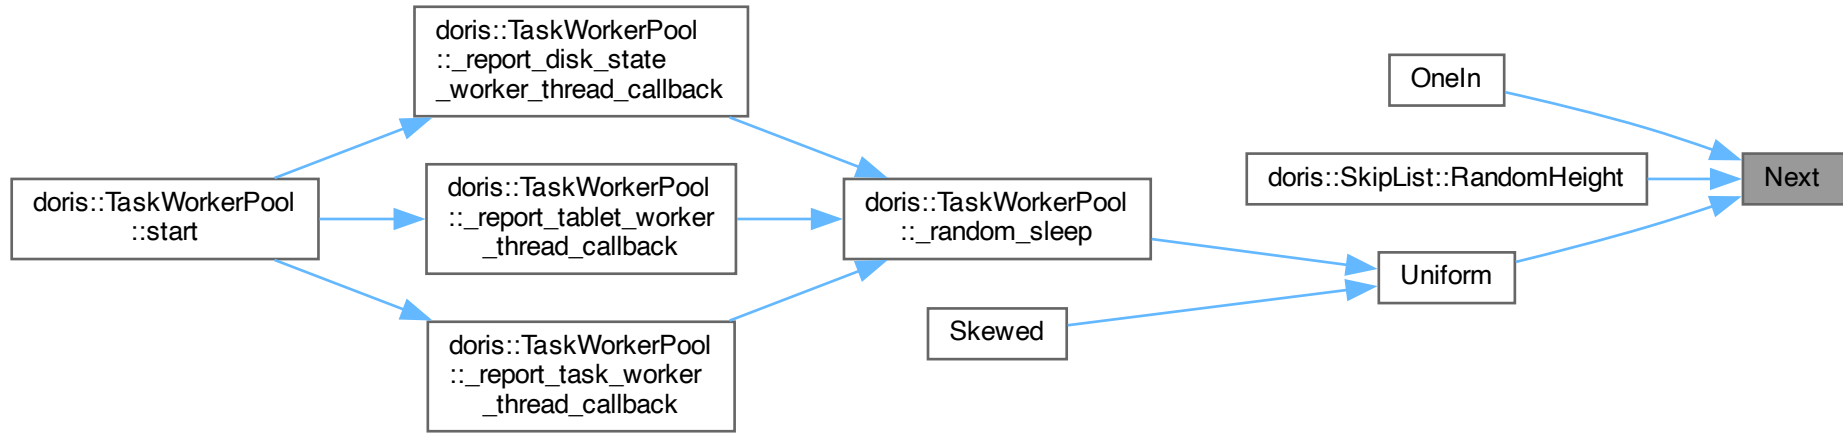 doris::TaskWorkerPool
::start
doris::TaskWorkerPool
::_report_disk_state
_worker_thread_callback
doris::TaskWorkerPool
::_report_tablet_worker
_thread_callback
doris::TaskWorkerPool
::_report_task_worker
_thread_callback
doris::TaskWorkerPool
::_random_sleep
Skewed
OneIn
doris::SkipList::RandomHeight
Uniform
Next